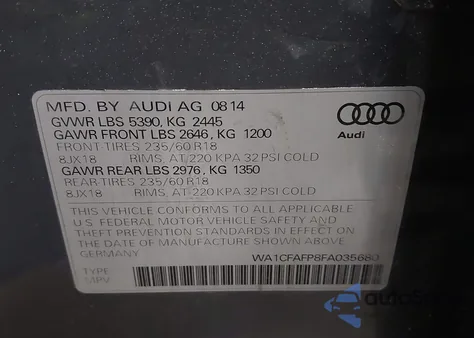 MFD. BY AUDI AG 08 14
GVWR LBS 5390, KG 2445
GAWR FRONT LBS 2646, KG 1200
FRONT TIRES 235/60 R18
8JX18 RIMS, AT 220 KPA 32 PSI COLD
GAWR REAR LBS 2976, KG 1350
REAR TIRES 235/60 R18
8JX18 RIMS, AT 220 KPA 32 PSI COLD
THIS VEHICLE CONFORMS TO ALL APPLICABLE
U.S. FEDERAL MOTOR VEHICLE SAFETY AND
THEFT PREVENTION STANDARDS IN EFFECT ON
THE DATE OF MANUFACTURE SHOWN ABOVE.
GERMANY
WA1CFAFP8FA035680
TYPE
MPV
Audi